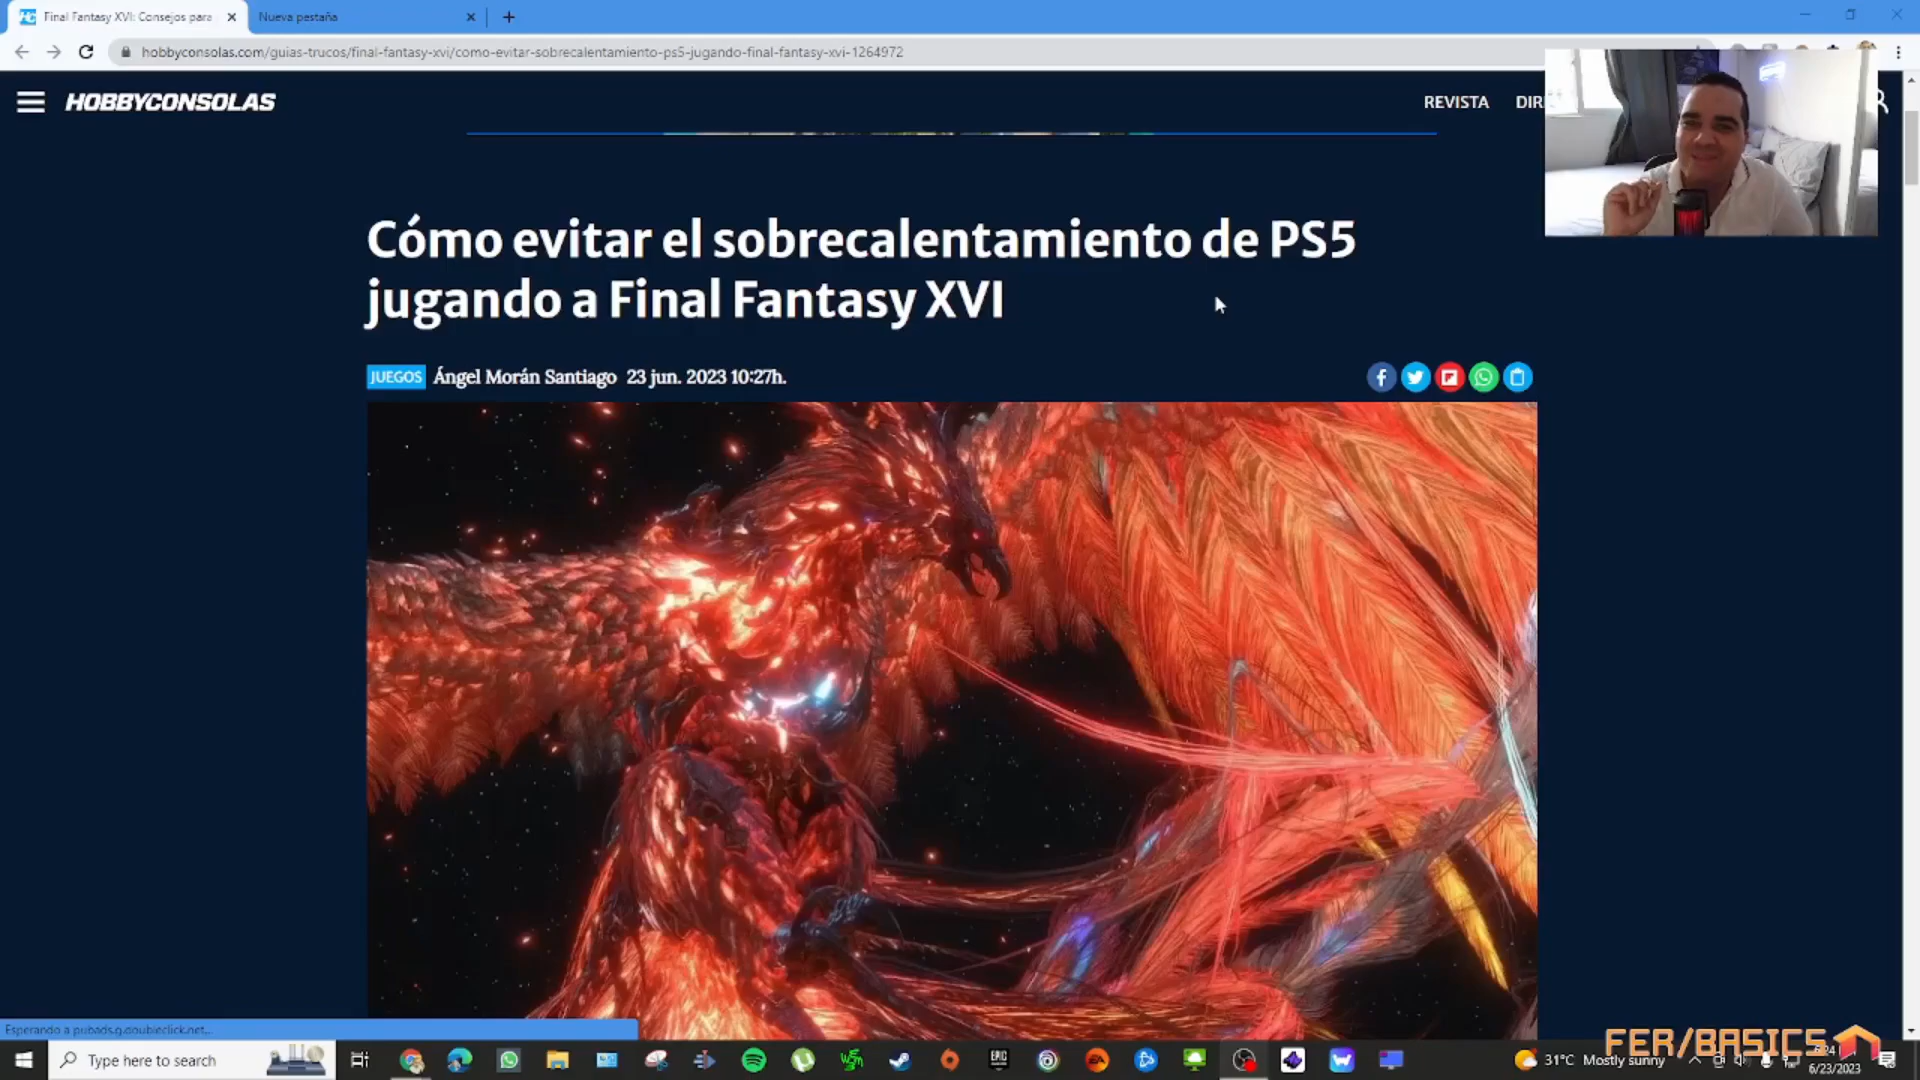 Final Fantasy XVI: Consejos para
Nueva pestaña
hobbyconsolas.com/guias-trucos/final-fantasy-xvi/como-evitar-sobrecalentamiento-ps5-jugando-final-fantasy-xvi-1264972
HOBBYCONSOLAS
REVISTA
Cómo evitar el sobrecalentamiento de PS5
jugando a Final Fantasy XVI
JUEGOS Ángel Morán Santiago 23 jun. 2023 10:27h.
Esperando a pubads.g.doubleclick.net...
FER/BASICS
Type here to search
EPIC
EA
31°C Mostly sunny
6/23/2023